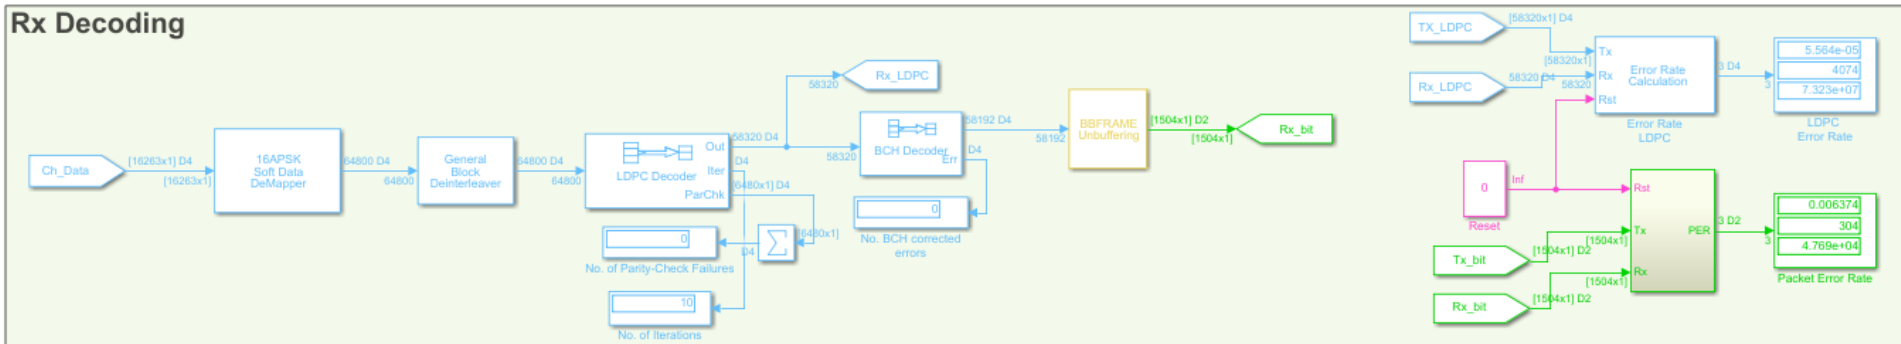 Rx Decoding
Ch_Data
[16263x1] D4
[16263x1]
16APSK
Soft Data
DeMapper
64800 D4
64800
General
Block
Deinterleaver
64800 D4
64800
LDPC Decoder
Out
Iter
ParChk
58320 D4
D4
[6480x1] D4
[6480x1]
D4
0
No. of Parity-Check Failures
10
No. of Iterations
58320
Rx_LDPC
58320
BCH Decoder
Err
58192 D4
D4
0
No. BCH corrected
errors
58192
BBFRAME
Unbuffering
[1504x1] D2
[1504x1]
Rx_bit
TX_LDPC
[58320x1] D4
[58320x1]
Rx_LDPC
58320 D4
58320
Tx
Rx
Rst
Error Rate
Calculation
Error Rate
LDPC
3 D4
3
5.564e-05
4074
7.323e+07
LDPC
Error Rate
0
Inf
Reset
Tx_bit
[1504x1] D2
[1504x1]
Rx_bit
[1504x1] D2
[1504x1]
Rst
Tx
Rx
PER
3 D2
3
0.006374
304
4.769e+04
Packet Error Rate